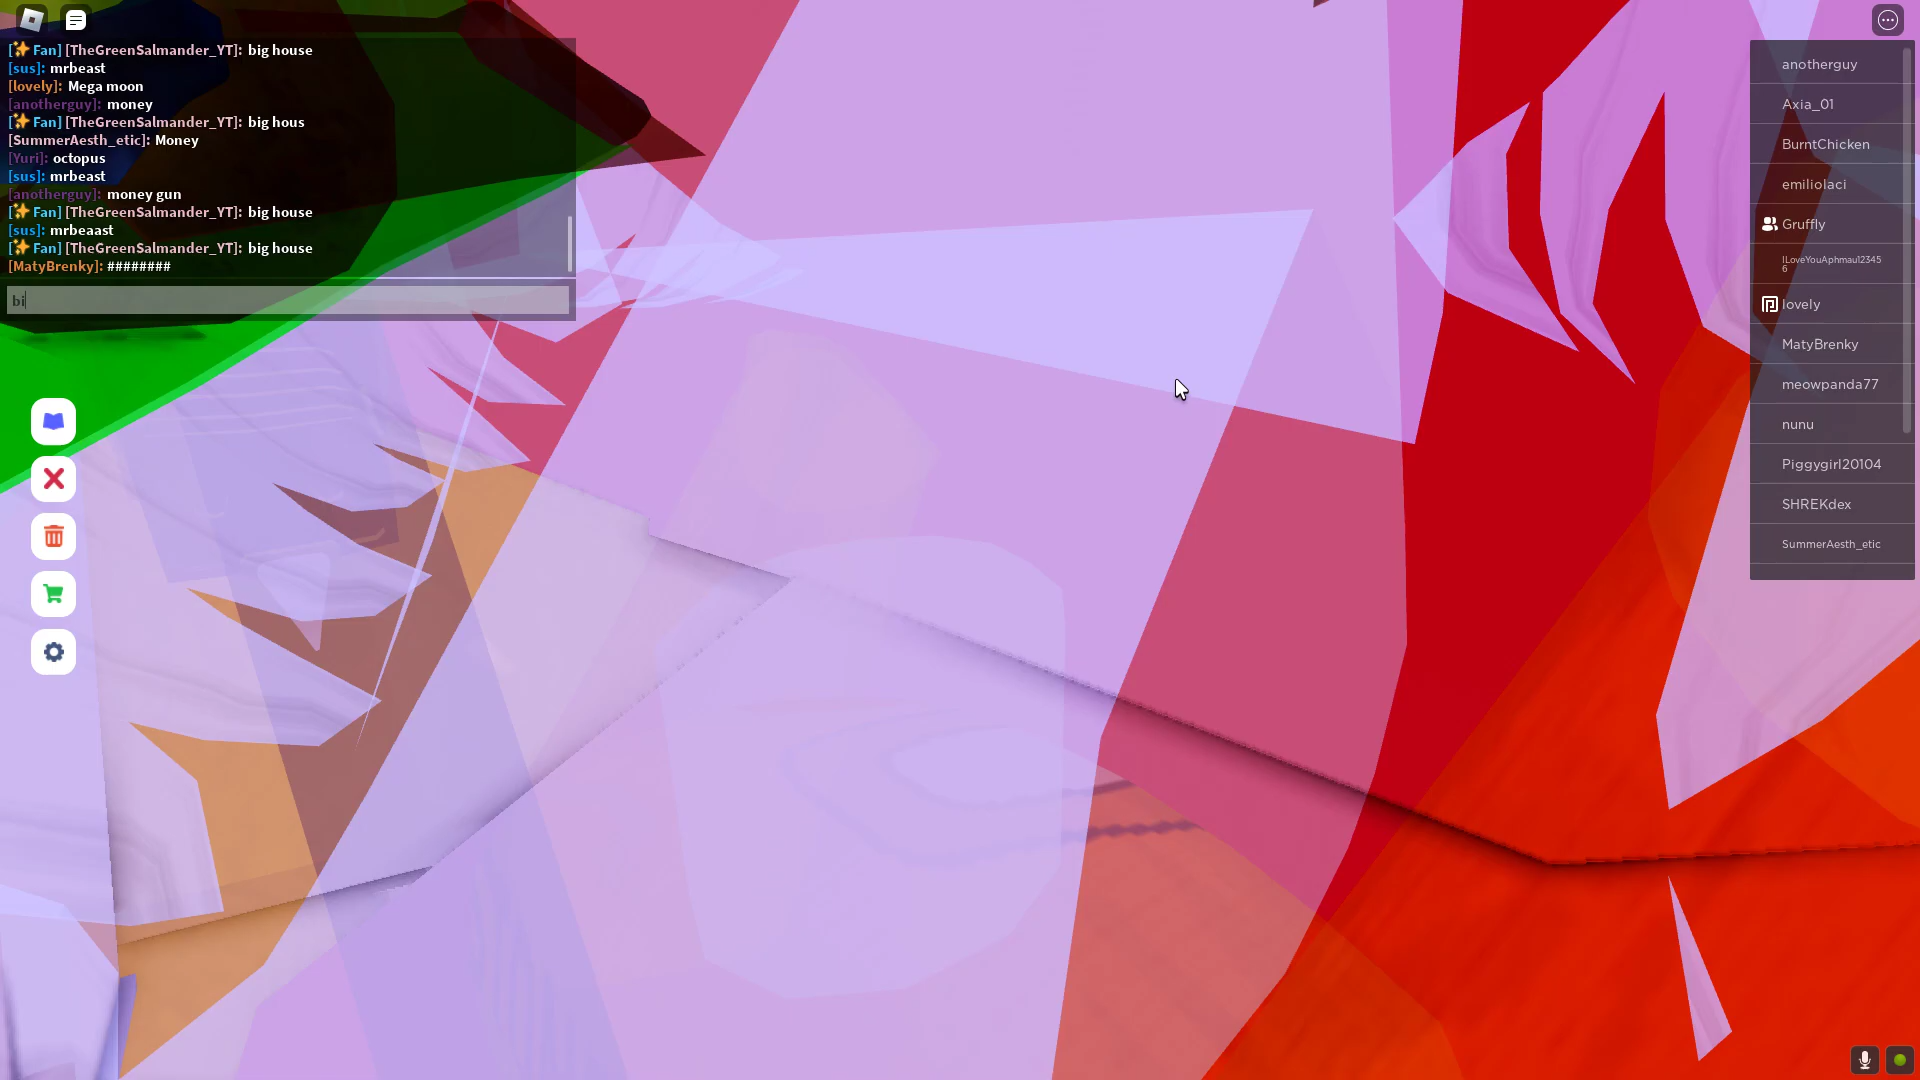 [✨ Fan] [TheGreenSalmander_YT]: big house
[sus]: mrbeast
[lovely]: Mega moon
[anotherguy]: money
[✨ Fan] [TheGreenSalmander_YT]: big hous
[SummerAesth_etic]: Money
[Yuri]: octopus
[sus]: mrbeast
[anotherguy]: money gun
[✨ Fan] [TheGreenSalmander_YT]: big house
[sus]: mrbeaast
[✨ Fan] [TheGreenSalmander_YT]: big house
[MatyBrenky]: ########
bi
anotherguy
Axia_01
BurntChicken
emiliolaci
Gruffly
ILoveYouAphmau12345
6
lovely
MatyBrenky
meowpanda77
nunu
Piggygirl20104
SHREKdex
SummerAesth_etic